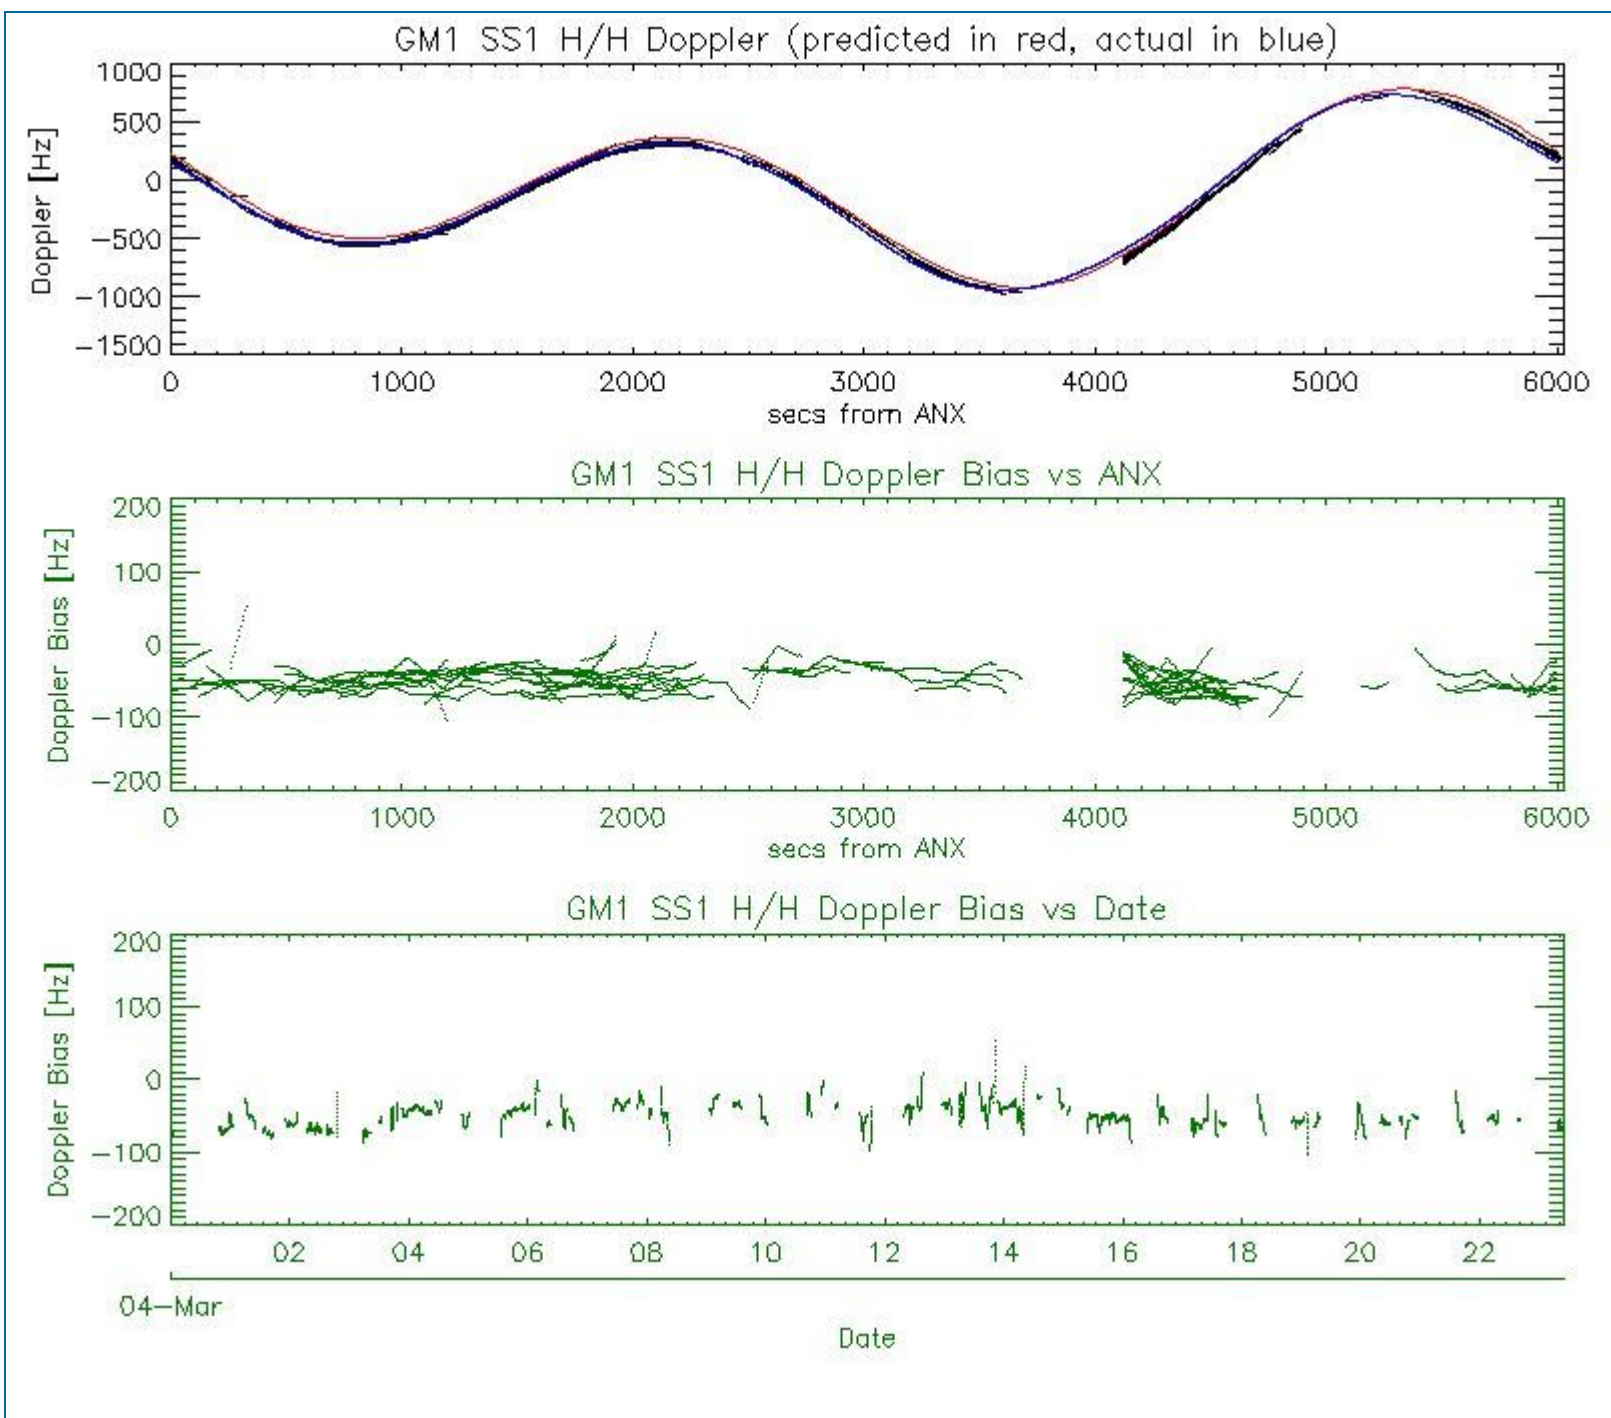 GM1 SS1 H/H Doppler (predicted in red, actual in blue)
1000
500
0
-500
-1000
-1500
Doppler [Hz]
0 1000 2000 3000 4000 5000 6000
secs from ANX
GM1 SS1 H/H Doppler Bias vs ANX
200
100
0
-100
-200
Doppler Bias [Hz]
0 1000 2000 3000 4000 5000 6000
secs from ANX
GM1 SS1 H/H Doppler Bias vs Date
200
100
0
-100
-200
Doppler Bias [Hz]
02 04 06 08 10 12 14 16 18 20 22
04-Mar
Date